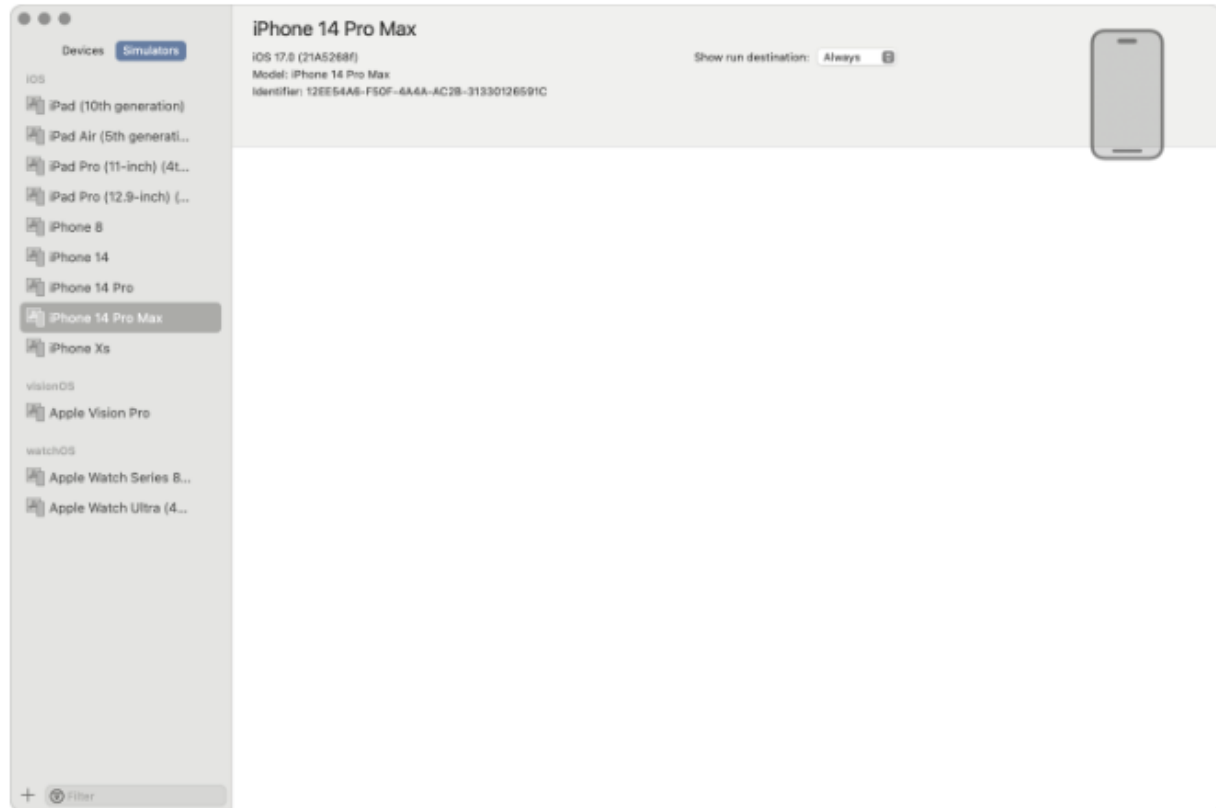 Devices Simulators
iOS
iPad (10th generation)
iPad Air (5th generati...
iPad Pro (11-inch) (4t...
iPad Pro (12.9-inch) (...
iPhone 8
iPhone 14
iPhone 14 Pro
iPhone 14 Pro Max
iPhone Xs
visionOS
Apple Vision Pro
watchOS
Apple Watch Series 8...
Apple Watch Ultra (4...
Filter
iPhone 14 Pro Max
iOS 17.0 (21A5268f)
Model: iPhone 14 Pro Max
Identifier: 12EE54A6-F50F-4A4A-AC2B-31330126591C
Show run destination: Always